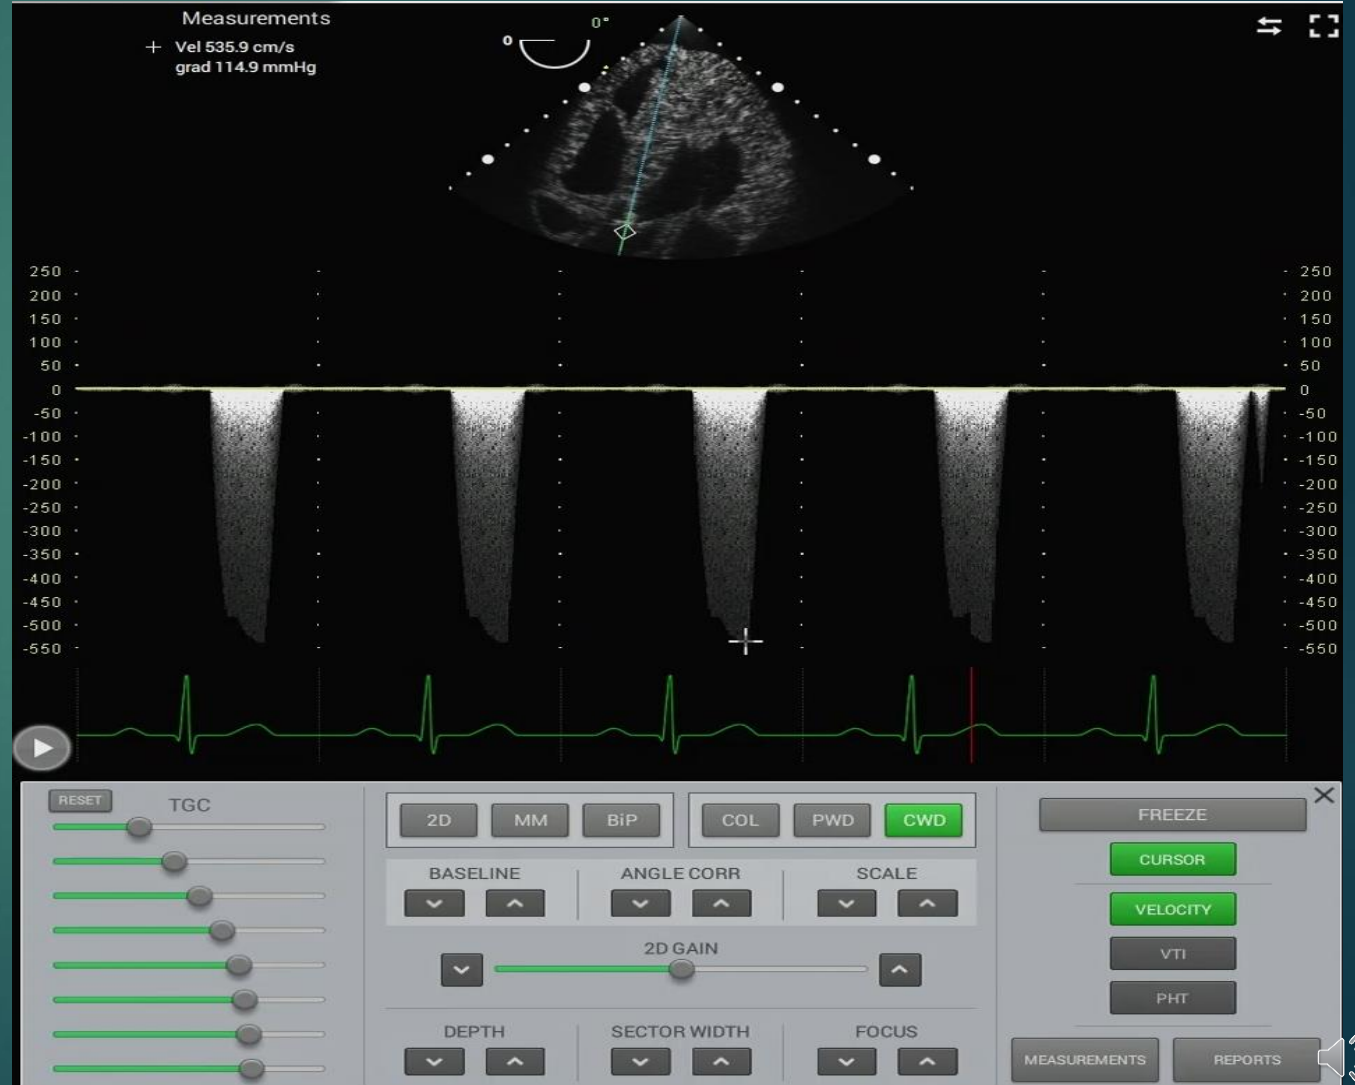 Measurements
Vel 535.9 cm/s
grad 114.9 mmHg
0°
0
250
200
150
100
50
0
-50
-100
-150
-200
-250
-300
-350
-400
-450
-500
-550
250
200
150
100
50
0
-50
-100
-150
-200
-250
-300
-350
-400
-450
-500
-550
RESET
TGC
2D MM BiP COL PWD CWD
BASELINE ANGLE CORR SCALE
2D GAIN
DEPTH SECTOR WIDTH FOCUS
FREEZE
CURSOR
VELOCITY
VTI
PHT
MEASUREMENTS REPORTS